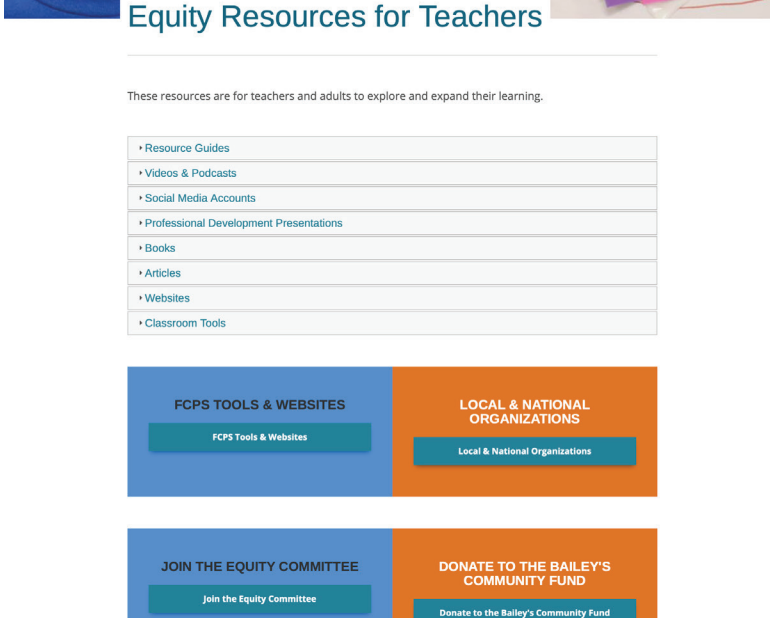 Equity Resources for Teachers
These resources are for teachers and adults to explore and expand their learning.
Resource Guides
Videos & Podcasts
Social Media Accounts
Professional Development Presentations
Books
Articles
Websites
Classroom Tools
FCPS TOOLS & WEBSITES
FCPS Tools & Websites
LOCAL & NATIONAL
ORGANIZATIONS
Local & National Organizations
JOIN THE EQUITY COMMITTEE
Join the Equity Committee
DONATE TO THE BAILEY'S
COMMUNITY FUND
Donate to the Bailey's Community Fund